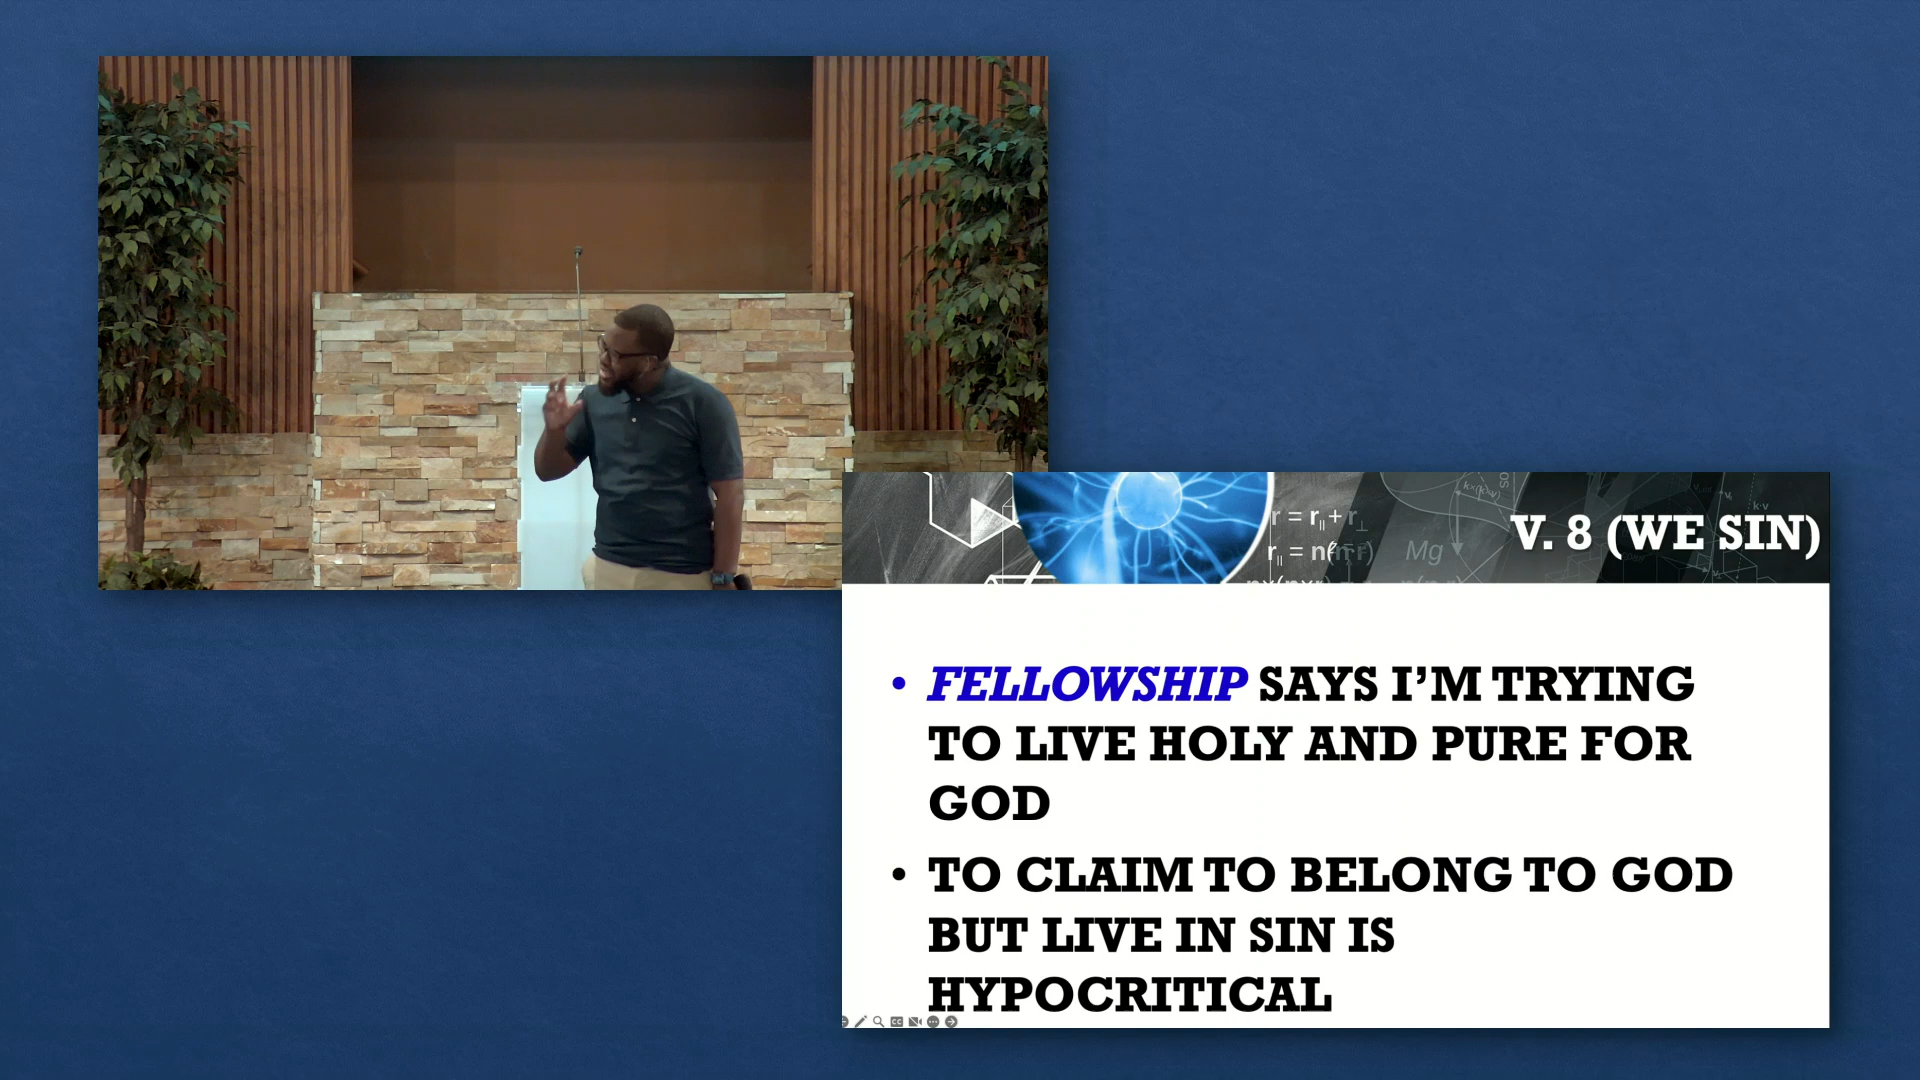 r = r||+ r⊥
Mg
k·v
V. 8 (WE SIN)
• FELLOWSHIP SAYS I’M TRYING
TO LIVE HOLY AND PURE FOR
GOD
• TO CLAIM TO BELONG TO GOD
BUT LIVE IN SIN IS
HYPOCRITICAL